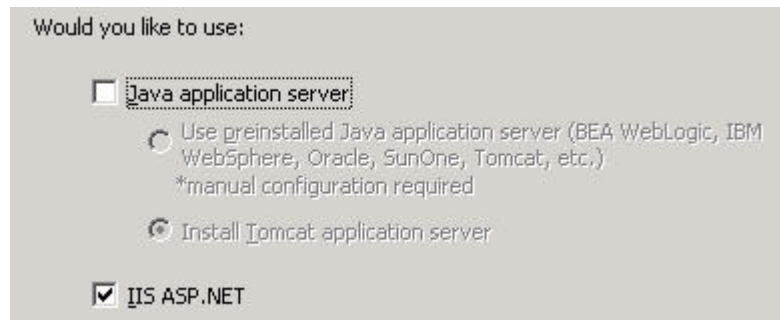 Would you like to use:
Java application server
Use preinstalled Java application server (BEA WebLogic, IBM
WebSphere, Oracle, SunOne, Tomcat, etc.)
*manual configuration required
Install Tomcat application server
IIS ASP.NET